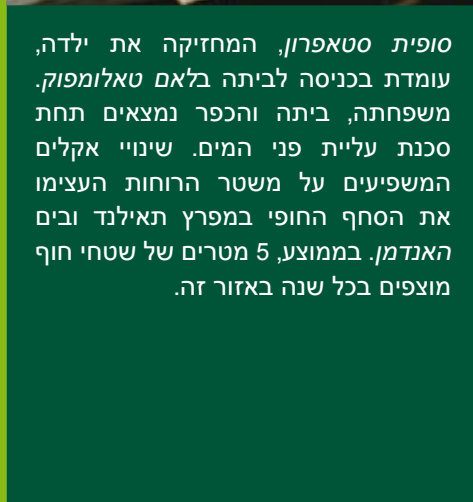 סופית סטאפרון, המחזיקה את ילדה,
עומדת בכניסה לביתה בלאם טאלומפוק.
משפחתה, ביתה והכפר נמצאים תחת
סכנת עליית פני המים. שינויי אקלים
המשפיעים על משטר הרוחות העצימו
את הסחף החופי במפרץ תאילנד ובים
האנדמן. בממוצע, 5 מטרים של שטחי חוף
מוצפים בכל שנה באזור זה.